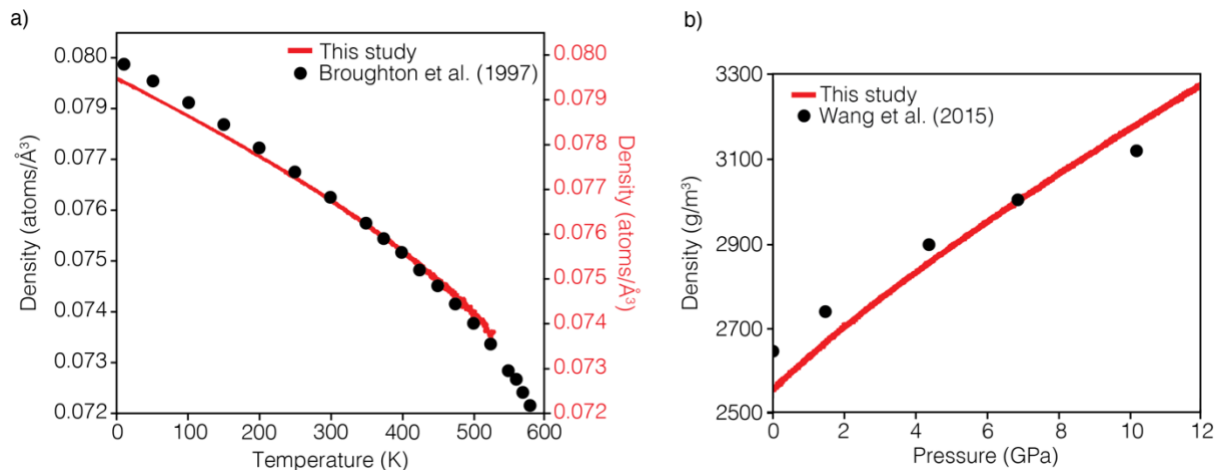 a)
Density (atoms/Å³)
0.080
0.079
0.077
0.076
0.075
0.074
0.073
0.072
This study
Broughton et al. (1997)
0.080
0.079
0.078
0.077
0.076
0.075
0.074
0.073
0.072
Density (atoms/Å³)
0 100 200 300 400 500 600
Temperature (K)
b)
Density (g/m³)
3300
3100
2900
2700
2500
This study
Wang et al. (2015)
0 2 4 6 8 10 12
Pressure (GPa)